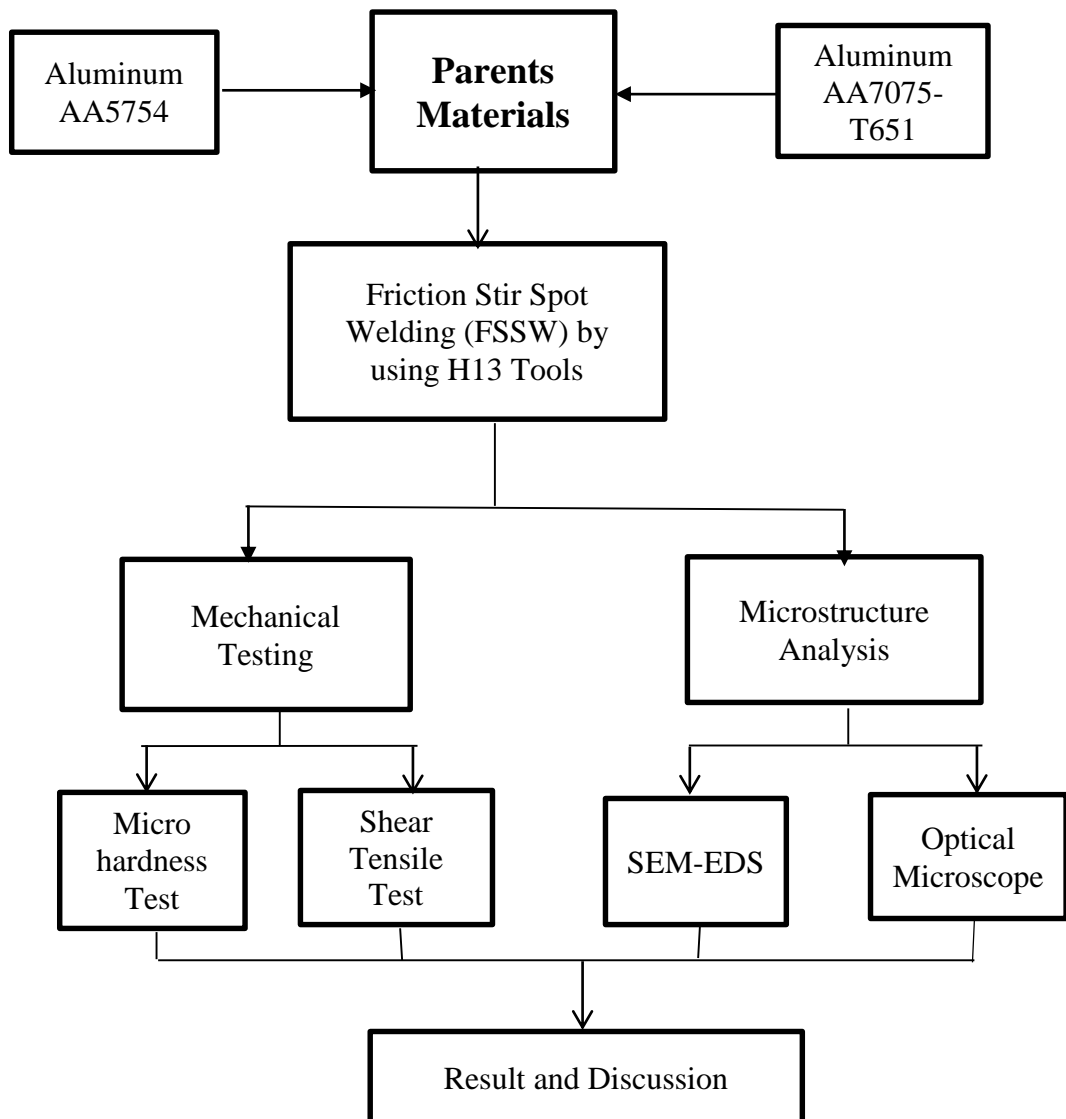 Aluminum
AA5754
Parents
Materials
Aluminum
AA7075-
T651
Friction Stir Spot
Welding (FSSW) by
using H13 Tools
Mechanical
Testing
Microstructure
Analysis
Micro
hardness
Test
Shear
Tensile
Test
SEM-EDS
Optical
Microscope
Result and Discussion